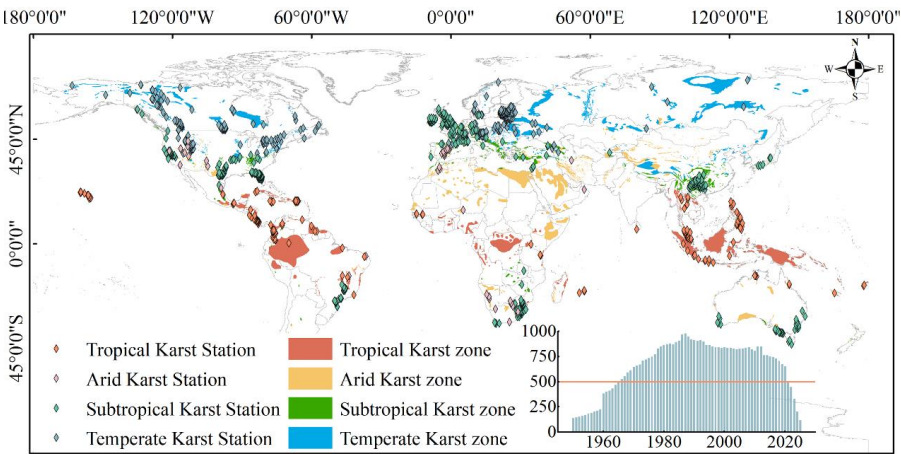 180°0'0" 120°0'0"W 60°0'0"W 0°0'0" 60°0'0"E 120°0'0"E 180°0'0"
N
W E
S
45°0'0"N
0°0'0"
45°0'0"S
Tropical Karst Station Tropical Karst zone
Arid Karst Station Arid Karst zone
Subtropical Karst Station Subtropical Karst zone
Temperate Karst Station Temperate Karst zone
1000
750
500
250
0
1960 1980 2000 2020